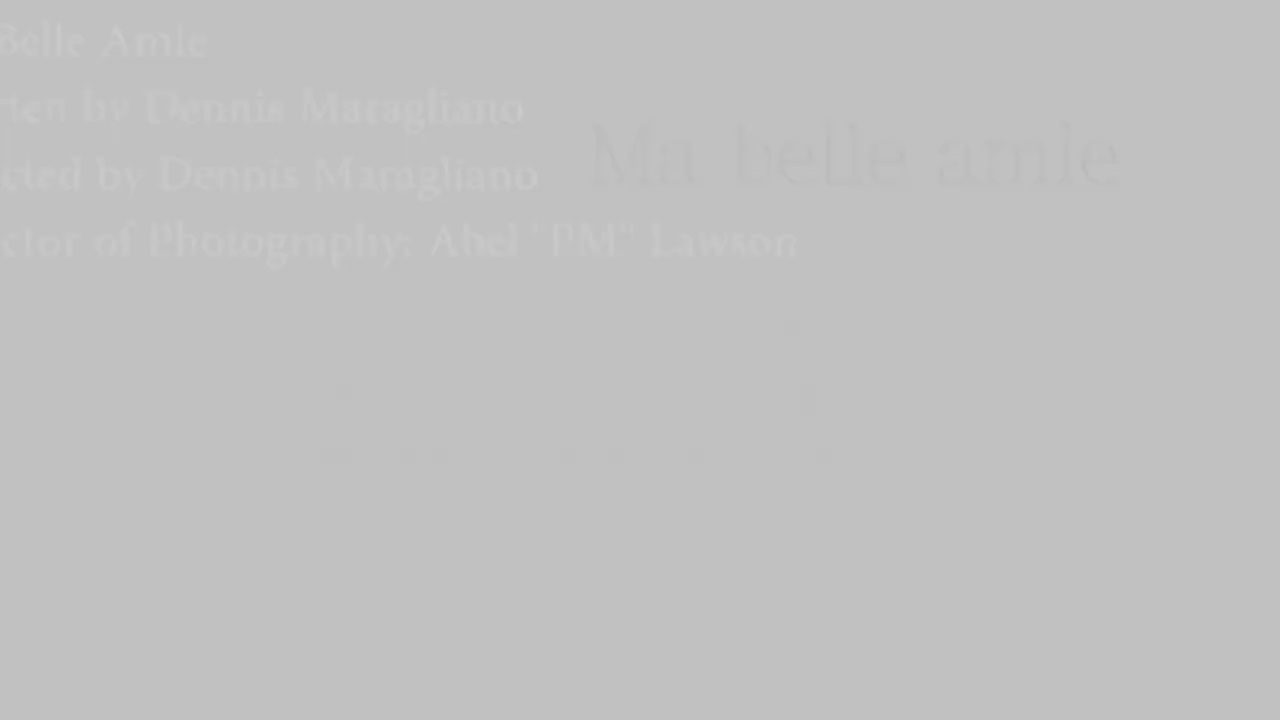 Belle Amie
ten by Dennis Maragliano
cted by Dennis Maragliano
ctor of Photography: Abel "PM" Lawson
Ma belle amie